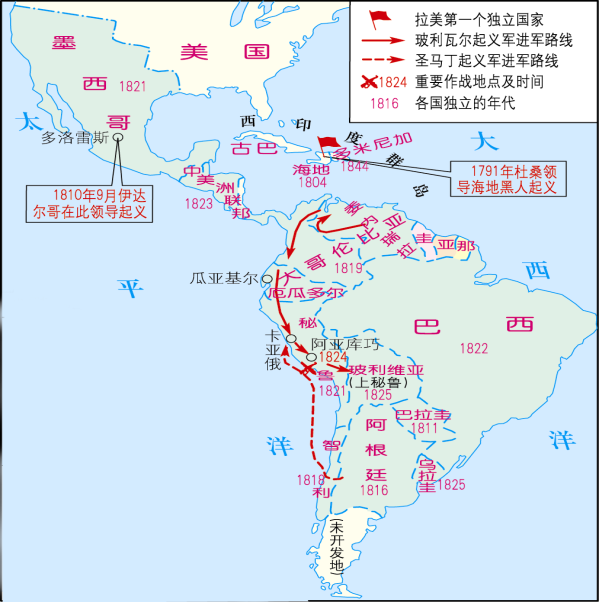 拉美第一个独立国家
玻利瓦尔起义军进军路线
圣马丁起义军进军路线
1824 重要作战地点及时间
1816 各国独立的年代
美国
墨西哥
1821
太平洋
多洛雷斯
1810年9月伊达
尔哥在此领导起义
西印度群岛
古巴
海地
1804
多米尼加
1844
大西洋
1791年杜桑领
导海地黑人起义
中美洲联邦
1823
委内瑞拉
圭亚那
大哥伦比亚
1819
瓜亚基尔
厄瓜多尔
秘鲁
1821
卡亚俄
阿亚库巧
1824
巴西
1822
玻利维亚
(上秘鲁)
1825
巴拉圭
1811
阿根廷
1816
智利
1818
乌拉圭
1825
(未开发地)